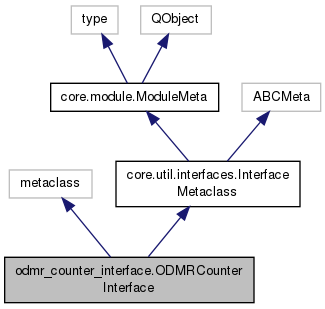 type
QObject
core.module.ModuleMeta
ABCMeta
core.util.interfaces.Interface
Metaclass
metaclass
odmr_counter_interface.ODMRCounter
Interface